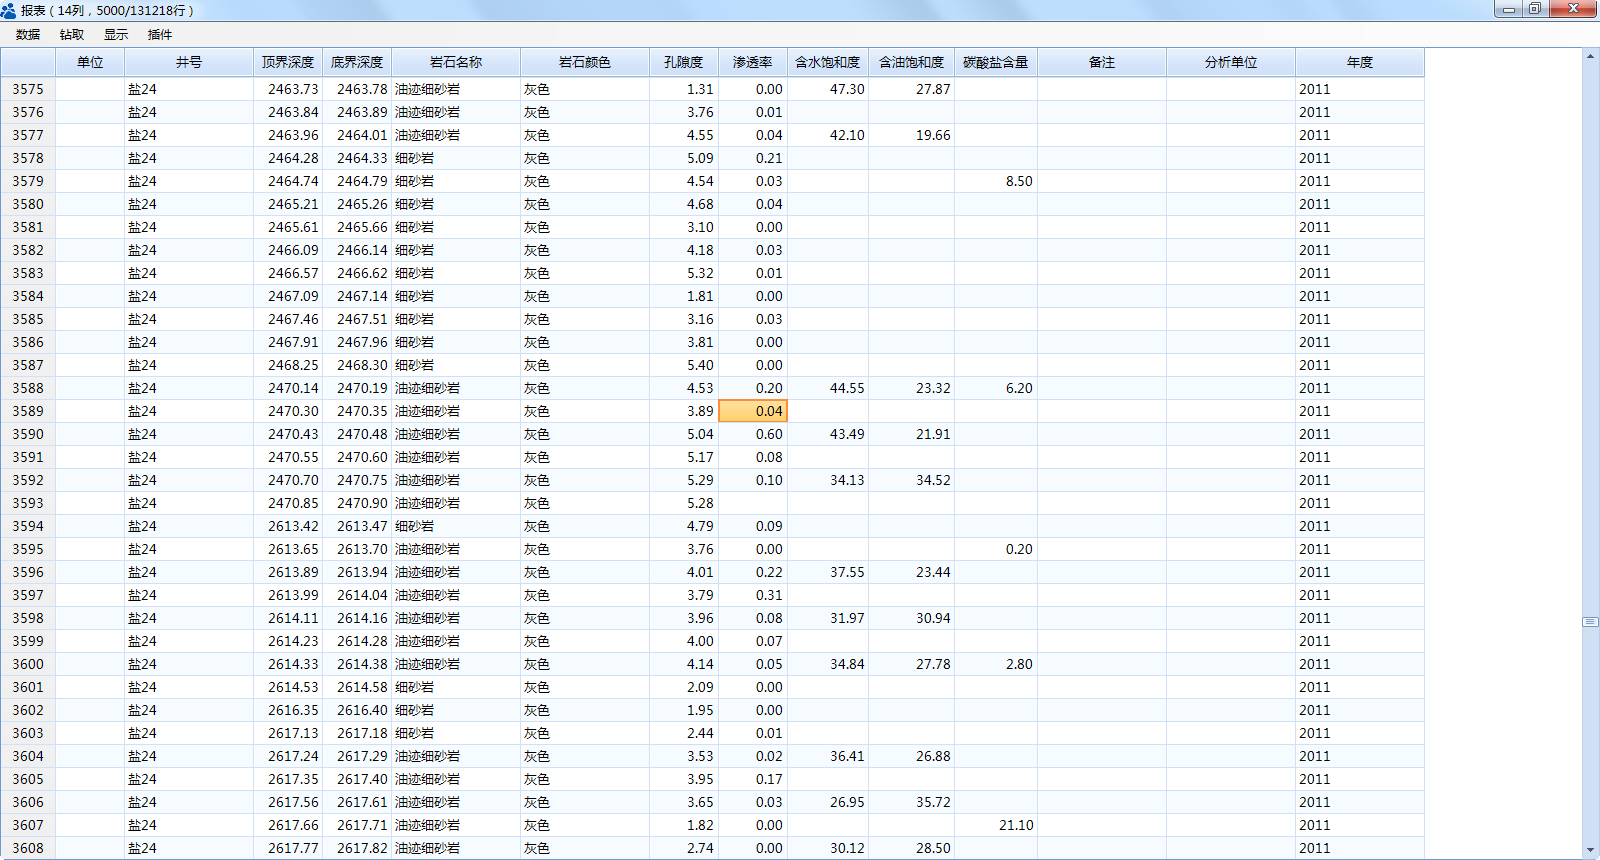 报表（14列，5000/131218行）
数据 钻取 显示 插件
单位 井号 顶界深度 底界深度 岩石名称 岩石颜色 孔隙度 渗透率 含水饱和度 含油饱和度 碳酸盐含量 备注 分析单位 年度
3575 盐24 2463.73 2463.78 油迹细砂岩 灰色 1.31 0.00 47.30 27.87 2011
3576 盐24 2463.84 2463.89 油迹细砂岩 灰色 3.76 0.01 2011
3577 盐24 2463.96 2464.01 油迹细砂岩 灰色 4.55 0.04 42.10 19.66 2011
3578 盐24 2464.28 2464.33 细砂岩 灰色 5.09 0.21 2011
3579 盐24 2464.74 2464.79 细砂岩 灰色 4.54 0.03 8.50 2011
3580 盐24 2465.21 2465.26 细砂岩 灰色 4.68 0.04 2011
3581 盐24 2465.61 2465.66 细砂岩 灰色 3.10 0.00 2011
3582 盐24 2466.09 2466.14 细砂岩 灰色 4.18 0.03 2011
3583 盐24 2466.57 2466.62 细砂岩 灰色 5.32 0.01 2011
3584 盐24 2467.09 2467.14 细砂岩 灰色 1.81 0.00 2011
3585 盐24 2467.46 2467.51 细砂岩 灰色 3.16 0.03 2011
3586 盐24 2467.91 2467.96 细砂岩 灰色 3.81 0.00 2011
3587 盐24 2468.25 2468.30 细砂岩 灰色 5.40 0.00 2011
3588 盐24 2470.14 2470.19 油迹细砂岩 灰色 4.53 0.20 44.55 23.32 6.20 2011
3589 盐24 2470.30 2470.35 油迹细砂岩 灰色 3.89 0.04 2011
3590 盐24 2470.43 2470.48 油迹细砂岩 灰色 5.04 0.60 43.49 21.91 2011
3591 盐24 2470.55 2470.60 油迹细砂岩 灰色 5.17 0.08 2011
3592 盐24 2470.70 2470.75 油迹细砂岩 灰色 5.29 0.10 34.13 34.52 2011
3593 盐24 2470.85 2470.90 油迹细砂岩 灰色 5.28 2011
3594 盐24 2613.42 2613.47 细砂岩 灰色 4.79 0.09 2011
3595 盐24 2613.65 2613.70 油迹细砂岩 灰色 3.76 0.00 0.20 2011
3596 盐24 2613.89 2613.94 油迹细砂岩 灰色 4.01 0.22 37.55 23.44 2011
3597 盐24 2613.99 2614.04 油迹细砂岩 灰色 3.79 0.31 2011
3598 盐24 2614.11 2614.16 油迹细砂岩 灰色 3.96 0.08 31.97 30.94 2011
3599 盐24 2614.23 2614.28 油迹细砂岩 灰色 4.00 0.07 2011
3600 盐24 2614.33 2614.38 油迹细砂岩 灰色 4.14 0.05 34.84 27.78 2.80 2011
3601 盐24 2614.53 2614.58 细砂岩 灰色 2.09 0.00 2011
3602 盐24 2616.35 2616.40 细砂岩 灰色 1.95 0.00 2011
3603 盐24 2617.13 2617.18 细砂岩 灰色 2.44 0.01 2011
3604 盐24 2617.24 2617.29 油迹细砂岩 灰色 3.53 0.02 36.41 26.88 2011
3605 盐24 2617.35 2617.40 油迹细砂岩 灰色 3.95 0.17 2011
3606 盐24 2617.56 2617.61 油迹细砂岩 灰色 3.65 0.03 26.95 35.72 2011
3607 盐24 2617.66 2617.71 油迹细砂岩 灰色 1.82 0.00 21.10 2011
3608 盐24 2617.77 2617.82 油迹细砂岩 灰色 2.74 0.00 30.12 28.50 2011